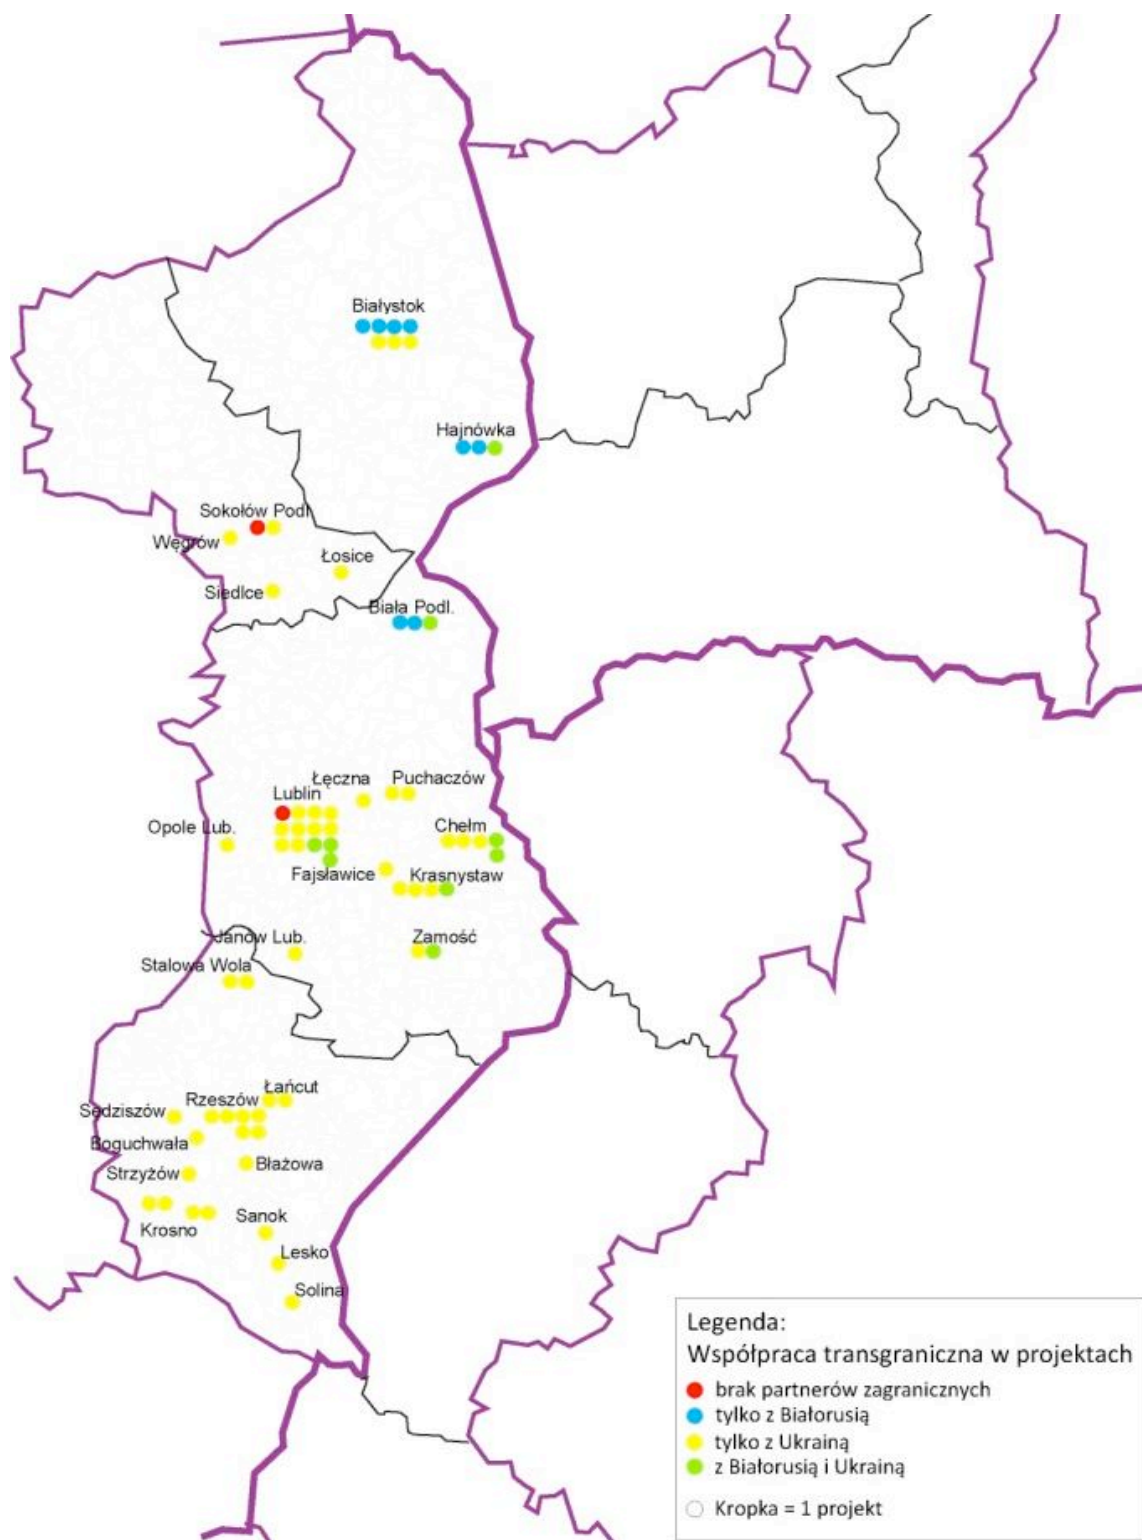 Białystok
Hajnówka
Sokołów Podl
Węgrów
Łosice
Siedlce
Biała Podl.
Łęczna
Puchaczów
Lublin
Opole Lub.
Chełm
Fajsławice
Krasnystaw
Janów Lub.
Zamość
Stalowa Wola
Łańcut
Rzeszów
Sędziszów
Boguchwała
Błażowa
Strzyżów
Sanok
Krosno
Lesko
Solina
Legenda:
Współpraca transgraniczna w projektach
brak partnerów zagranicznych
tylko z Białorusią
tylko z Ukrainą
z Białorusią i Ukrainą
Kropka = 1 projekt